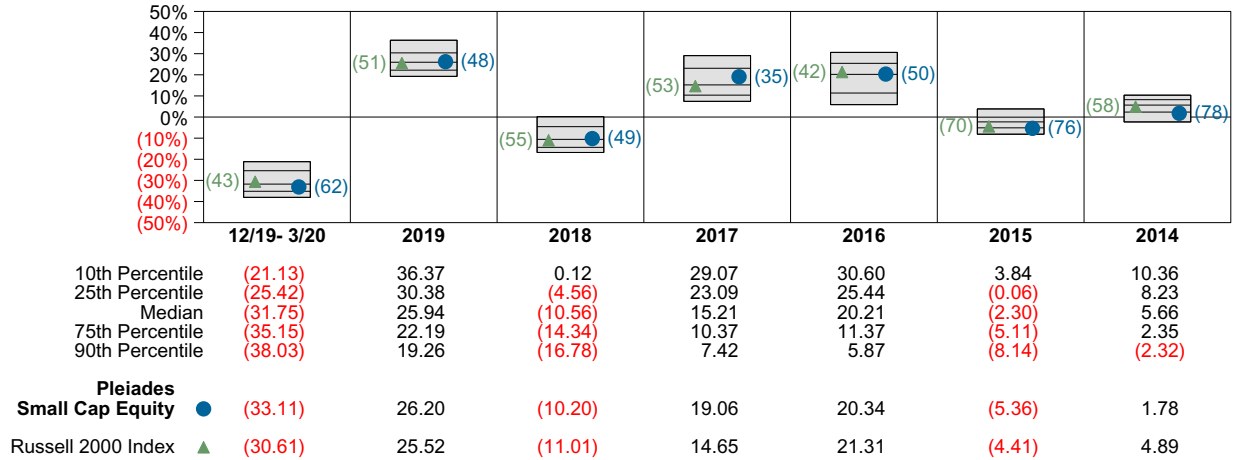 50%
40%
30%
20%
10%
0%
(10%)
(20%)
(30%)
(40%)
(50%)
(43) (62)
(51) (48)
(55) (49)
(53) (35)
(42) (50)
(70) (76)
(58) (78)
12/19- 3/20 2019 2018 2017 2016 2015 2014
10th Percentile (21.13) 36.37 0.12 29.07 30.60 3.84 10.36
25th Percentile (25.42) 30.38 (4.56) 23.09 25.44 (0.06) 8.23
Median (31.75) 25.94 (10.56) 15.21 20.21 (2.30) 5.66
75th Percentile (35.15) 22.19 (14.34) 10.37 11.37 (5.11) 2.35
90th Percentile (38.03) 19.26 (16.78) 7.42 5.87 (8.14) (2.32)
Pleiades
Small Cap Equity (33.11) 26.20 (10.20) 19.06 20.34 (5.36) 1.78
Russell 2000 Index (30.61) 25.52 (11.01) 14.65 21.31 (4.41) 4.89